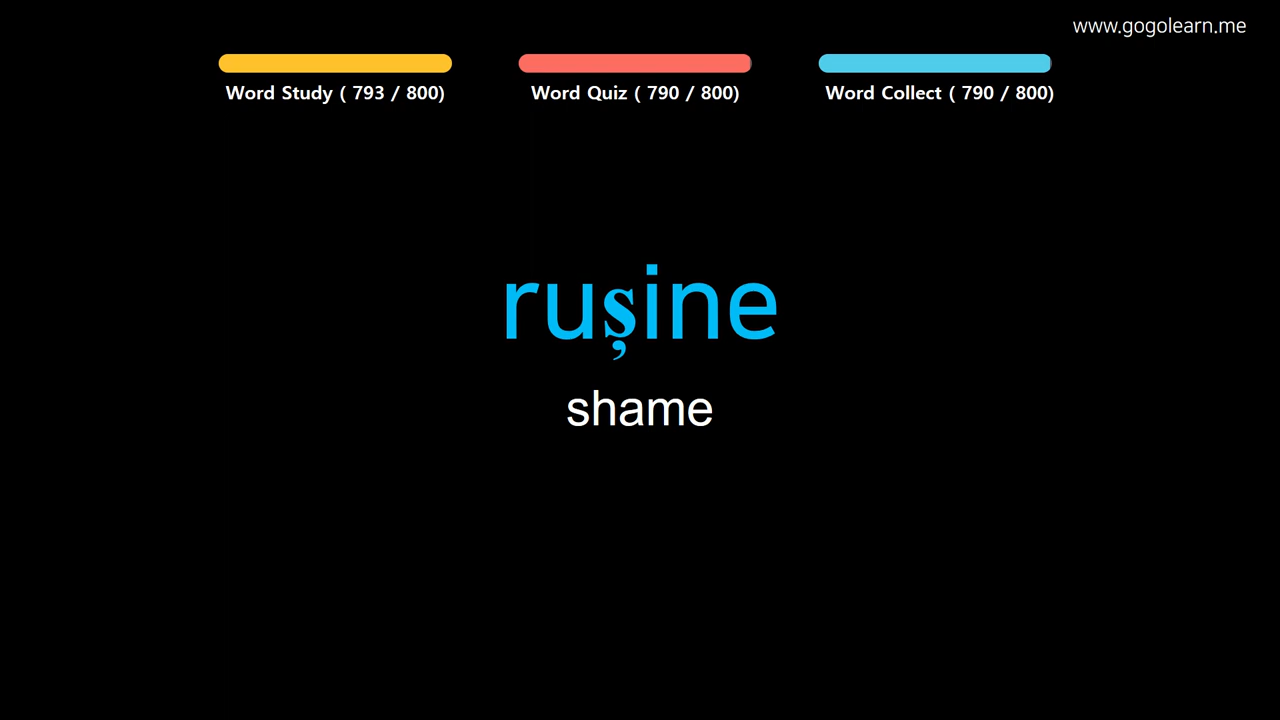 www.gogolearn.me
Word Study ( 793 / 800)
Word Quiz ( 790 / 800)
Word Collect ( 790 / 800)
rușine
shame